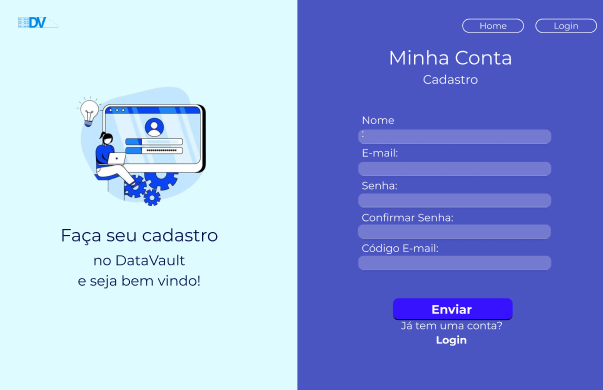 DV
Home
Login
Minha Conta
Cadastro
Nome
:
E-mail:
Senha:
Confirmar Senha:
Código E-mail:
Enviar
Já tem uma conta?
Login
Faça seu cadastro
no DataVault
e seja bem vindo!